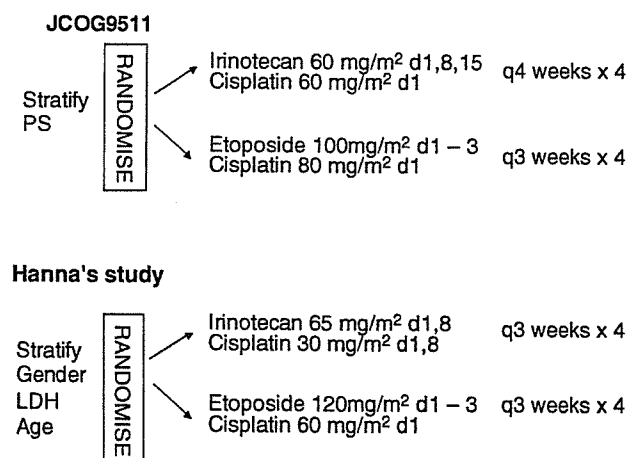 JCOG9511
Stratify
PS
RANDOMISE
Irinotecan 60 mg/m² d1,8,15
Cisplatin 60 mg/m² d1
q4 weeks x 4
Etoposide 100mg/m² d1 – 3
Cisplatin 80 mg/m² d1
q3 weeks x 4
Hanna's study
Stratify
Gender
LDH
Age
RANDOMISE
Irinotecan 65 mg/m² d1,8
Cisplatin 30 mg/m² d1,8
q3 weeks x 4
Etoposide 120mg/m² d1 – 3
Cisplatin 60 mg/m² d1
q3 weeks x 4